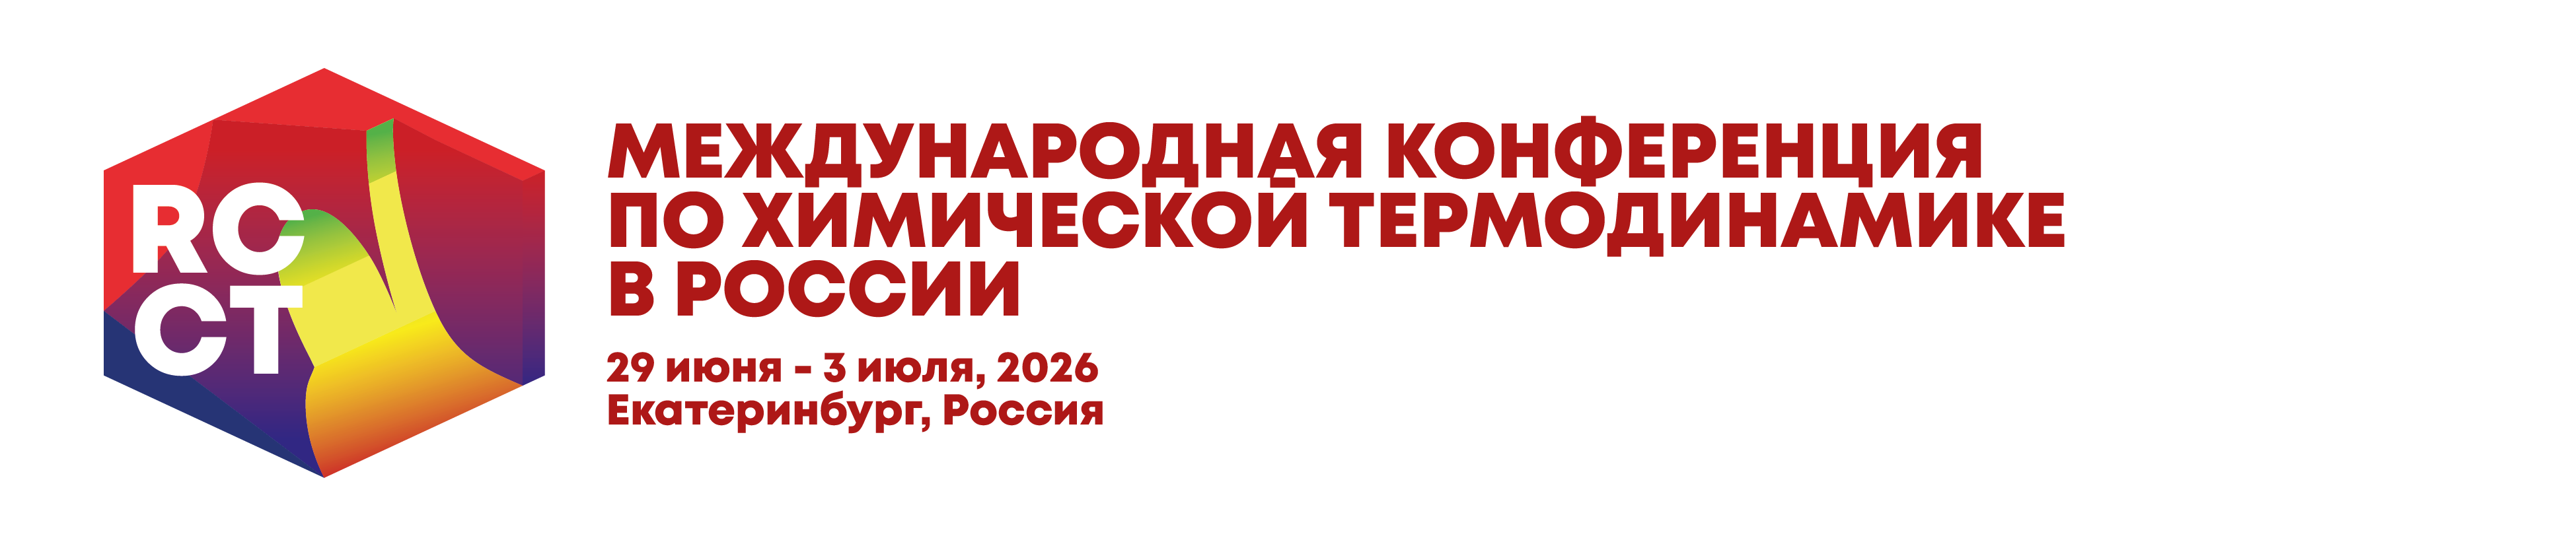 RC
CT
МЕЖДУНАРОДНАЯ КОНФЕРЕНЦИЯ
ПО ХИМИЧЕСКОЙ ТЕРМОДИНАМИКЕ
В РОССИИ
29 июня - 3 июля, 2026
Екатеринбург, Россия